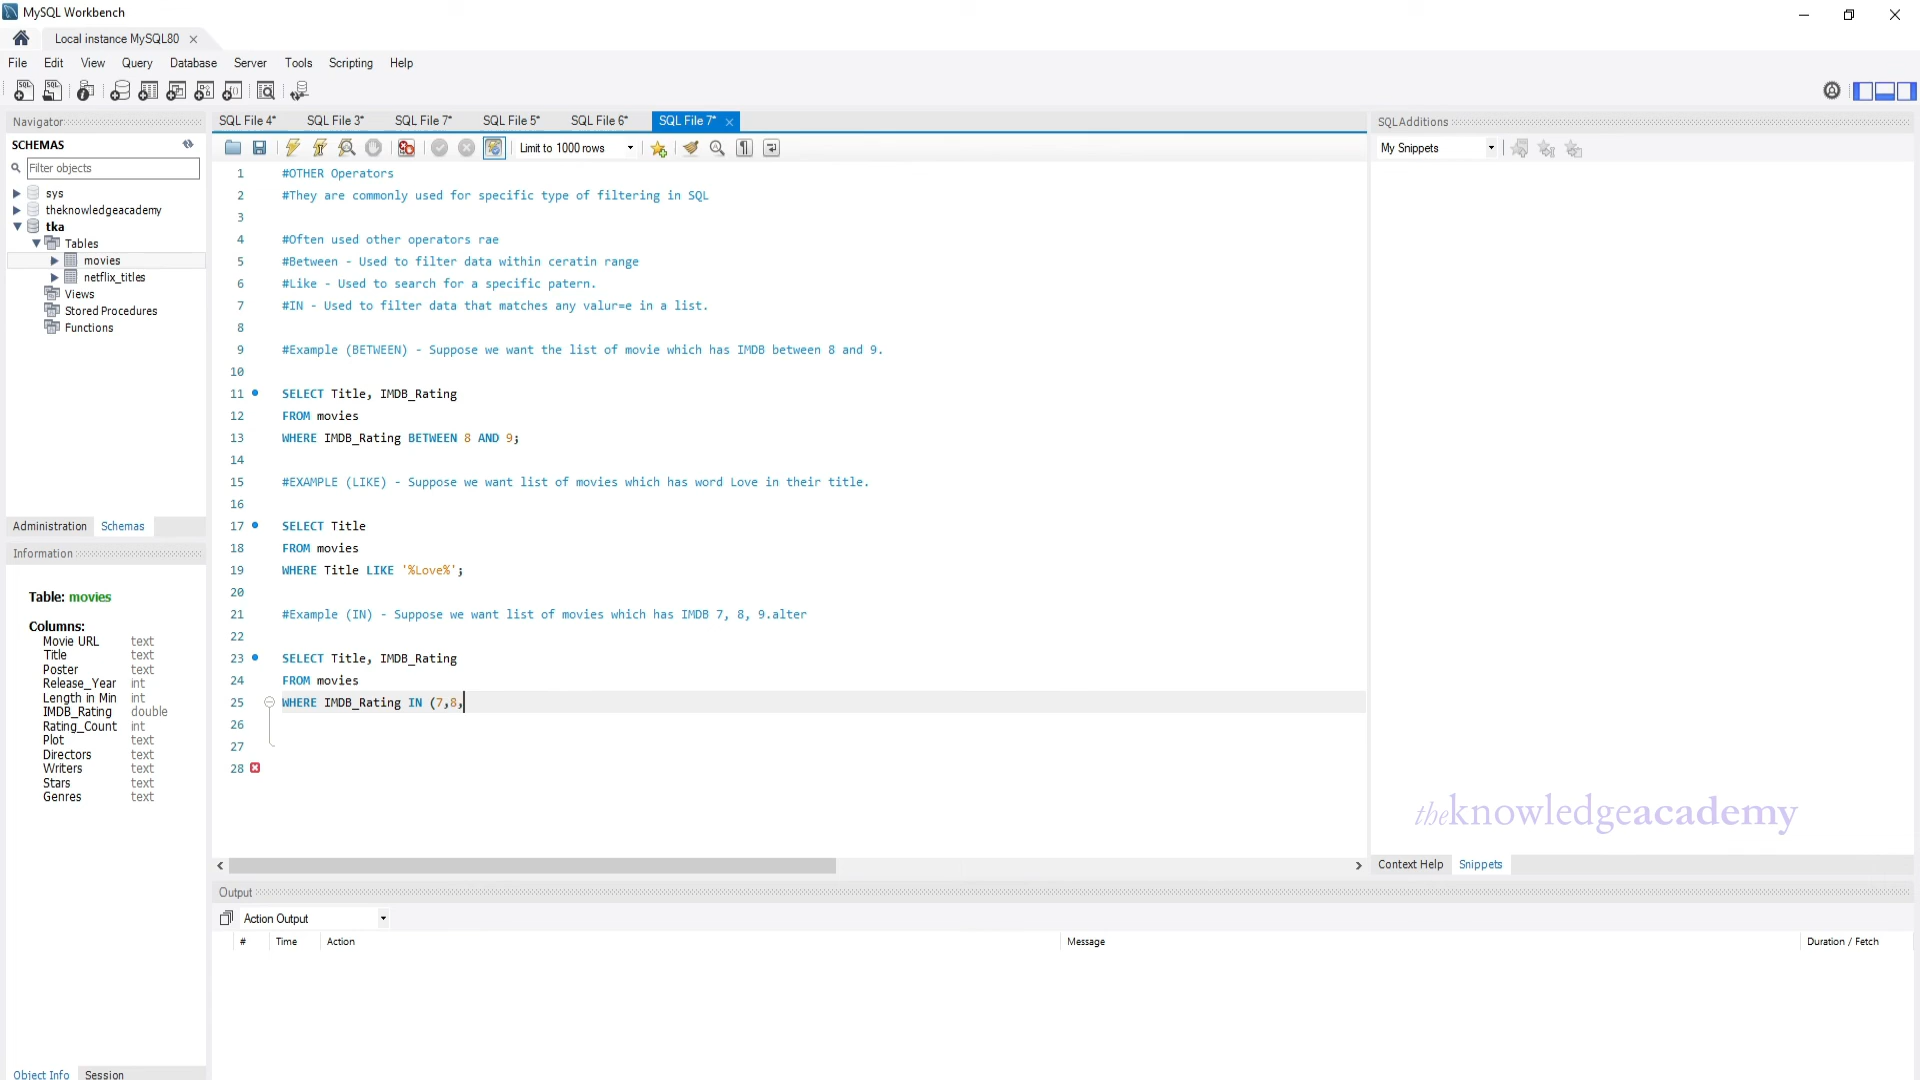 MySQL Workbench
Local instance MySQL80
File Edit View Query Database Server Tools Scripting Help
Navigator
SCHEMAS
Filter objects
sys
theknowledgeacademy
tka
Tables
movies
netflix_titles
Views
Stored Procedures
Functions
Administration Schemas
Information
Table: movies
Columns:
Movie URL text
Title text
Poster text
Release_Year int
Length in Min int
IMDB_Rating double
Rating_Count int
Plot text
Directors text
Writers text
Stars text
Genres text
Object Info Session
SQL File 4* SQL File 3* SQL File 7* SQL File 5* SQL File 6* SQL File 7*
Limit to 1000 rows
1 #OTHER Operators
2 #They are commonly used for specific type of filtering in SQL
3
4 #Often used other operators rae
5 #Between - Used to filter data within ceratin range
6 #Like - Used to search for a specific patern.
7 #IN - Used to filter data that matches any valur=e in a list.
8
9 #Example (BETWEEN) - Suppose we want the list of movie which has IMDB between 8 and 9.
10
11 SELECT Title, IMDB_Rating
12 FROM movies
13 WHERE IMDB_Rating BETWEEN 8 AND 9;
14
15 #EXAMPLE (LIKE) - Suppose we want list of movies which has word Love in their title.
16
17 SELECT Title
18 FROM movies
19 WHERE Title LIKE '%Love%';
20
21 #Example (IN) - Suppose we want list of movies which has IMDB 7, 8, 9.alter
22
23 SELECT Title, IMDB_Rating
24 FROM movies
25 WHERE IMDB_Rating IN (7,8,
26
27
28
SQLAdditions
My Snippets
theknowledgeacademy
Context Help Snippets
Output
Action Output
# Time Action Message Duration / Fetch